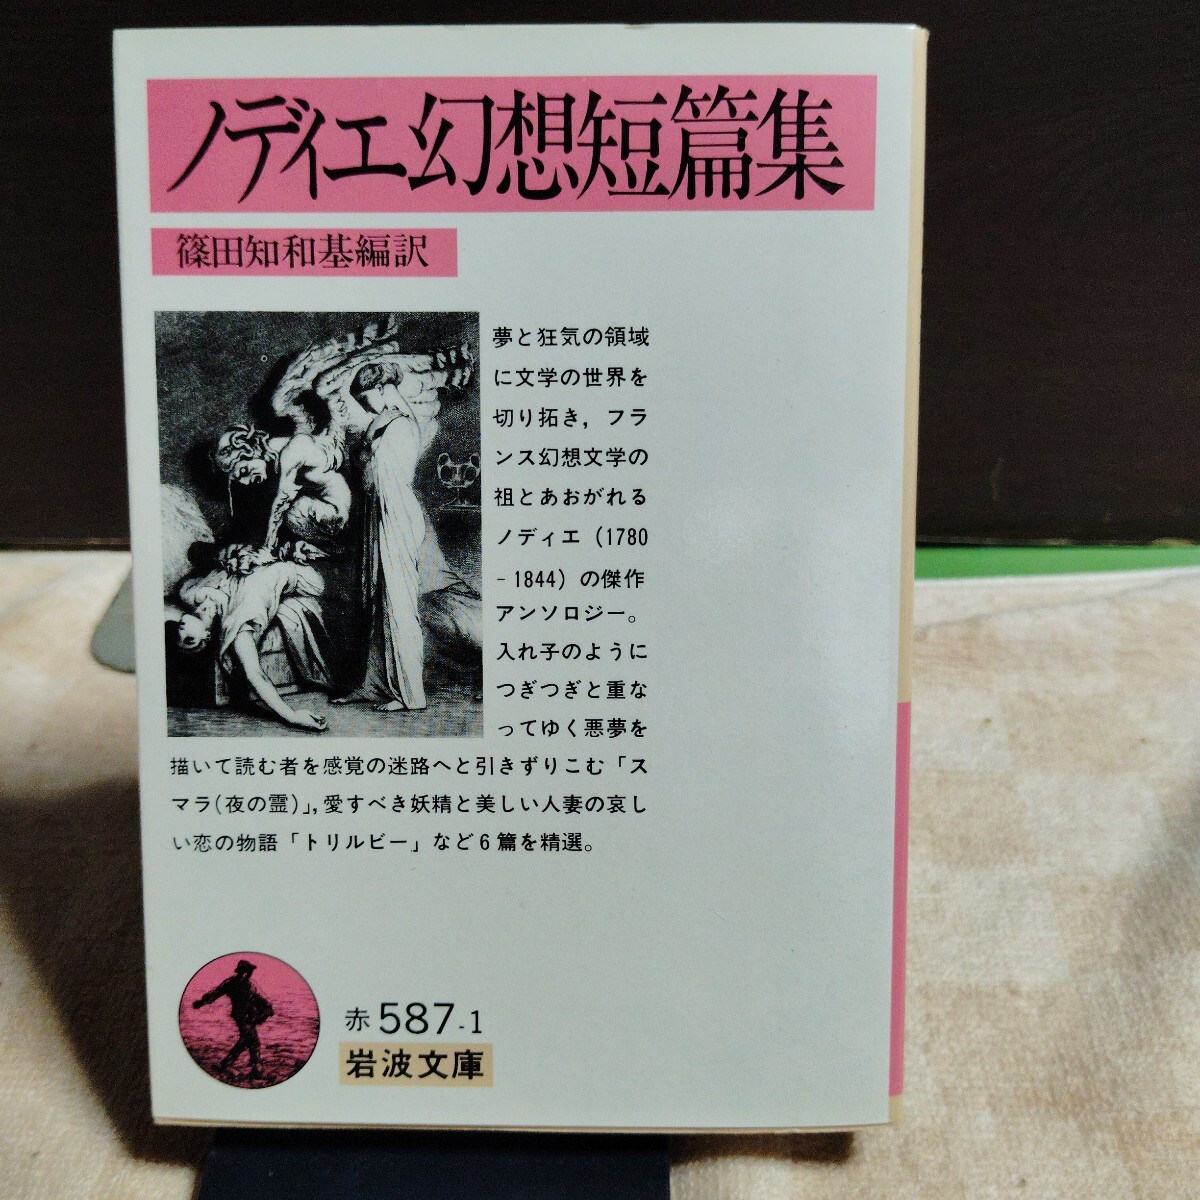 ノディエ幻想短篇集
篠田知和基編訳
夢と狂気の領域
に文学の世界を
切り拓き，フラ
ンス幻想文学の
祖とあおがれる
ノディエ（1780
-1844）の傑作
アンソロジー。
入れ子のように
つぎつぎと重な
ってゆく悪夢を
描いて読む者を感覚の迷路へと引きずりこむ「ス
マラ(夜の霊)」，愛すべき妖精と美しい人妻の哀し
い恋の物語「トリルビー」など6篇を精選。
赤587-1
岩波文庫